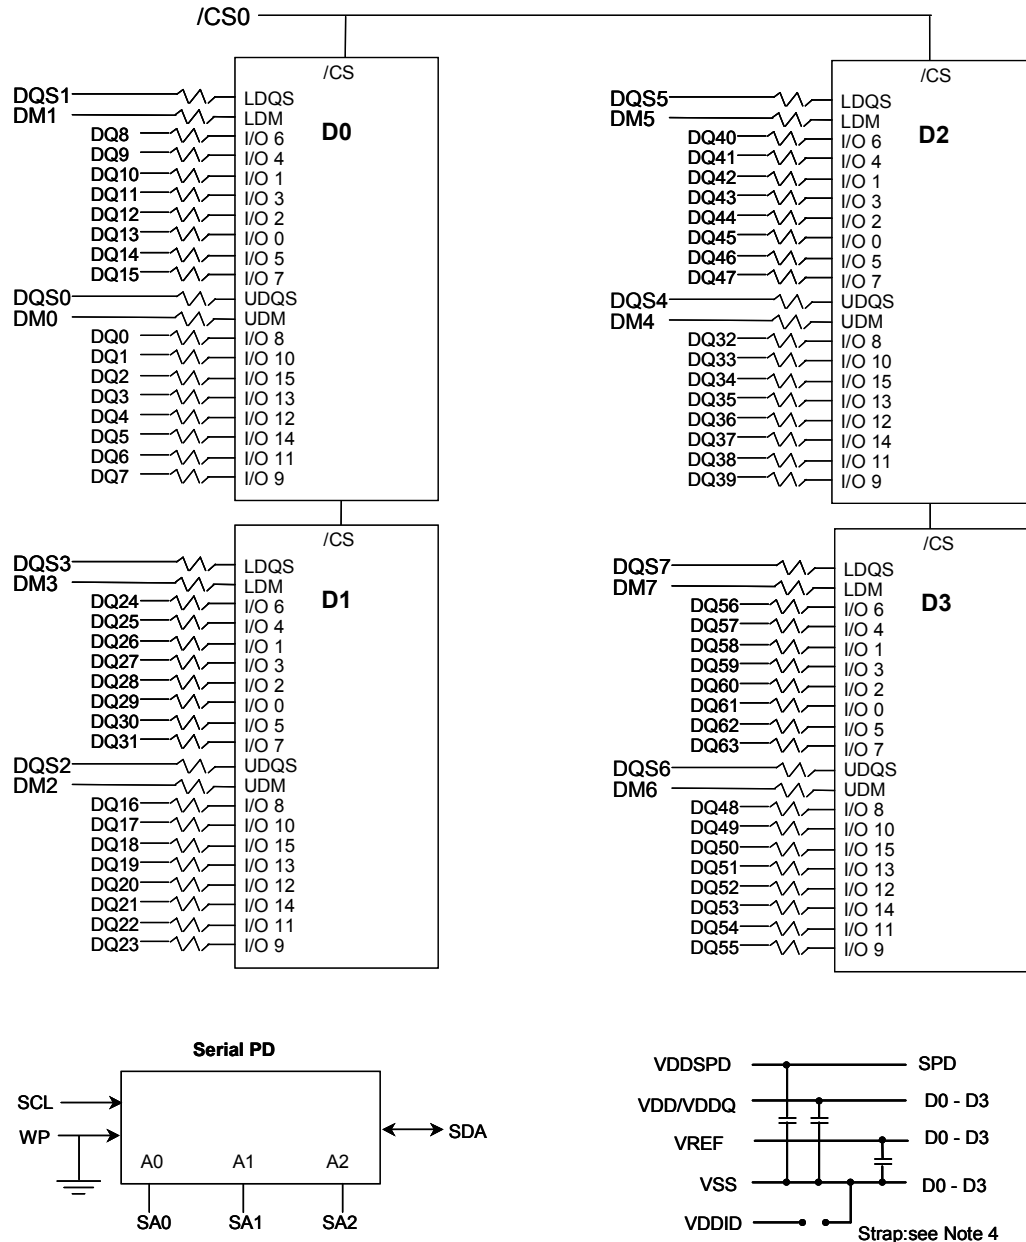 /CS0
/CS
DQS1 LDQS
DM1 LDM
D0
DQ8 I/O 6
DQ9 I/O 4
DQ10 I/O 1
DQ11 I/O 3
DQ12 I/O 2
DQ13 I/O 0
DQ14 I/O 5
DQ15 I/O 7
DQS0 UDQS
DM0 UDM
DQ0 I/O 8
DQ1 I/O 10
DQ2 I/O 15
DQ3 I/O 13
DQ4 I/O 12
DQ5 I/O 14
DQ6 I/O 11
DQ7 I/O 9
/CS
DQS5 LDQS
DM5 LDM
D2
DQ40 I/O 6
DQ41 I/O 4
DQ42 I/O 1
DQ43 I/O 3
DQ44 I/O 2
DQ45 I/O 0
DQ46 I/O 5
DQ47 I/O 7
DQS4 UDQS
DM4 UDM
DQ32 I/O 8
DQ33 I/O 10
DQ34 I/O 15
DQ35 I/O 13
DQ36 I/O 12
DQ37 I/O 14
DQ38 I/O 11
DQ39 I/O 9
/CS
DQS3 LDQS
DM3 LDM
D1
DQ24 I/O 6
DQ25 I/O 4
DQ26 I/O 1
DQ27 I/O 3
DQ28 I/O 2
DQ29 I/O 0
DQ30 I/O 5
DQ31 I/O 7
DQS2 UDQS
DM2 UDM
DQ16 I/O 8
DQ17 I/O 10
DQ18 I/O 15
DQ19 I/O 13
DQ20 I/O 12
DQ21 I/O 14
DQ22 I/O 11
DQ23 I/O 9
/CS
DQS7 LDQS
DM7 LDM
D3
DQ56 I/O 6
DQ57 I/O 4
DQ58 I/O 1
DQ59 I/O 3
DQ60 I/O 2
DQ61 I/O 0
DQ62 I/O 5
DQ63 I/O 7
DQS6 UDQS
DM6 UDM
DQ48 I/O 8
DQ49 I/O 10
DQ50 I/O 15
DQ51 I/O 13
DQ52 I/O 12
DQ53 I/O 14
DQ54 I/O 11
DQ55 I/O 9
Serial PD
SCL
WP
SDA
A0 A1 A2
SA0 SA1 SA2
VDDSPD SPD
VDD/VDDQ D0 - D3
VREF D0 - D3
VSS D0 - D3
VDDID Strap:see Note 4